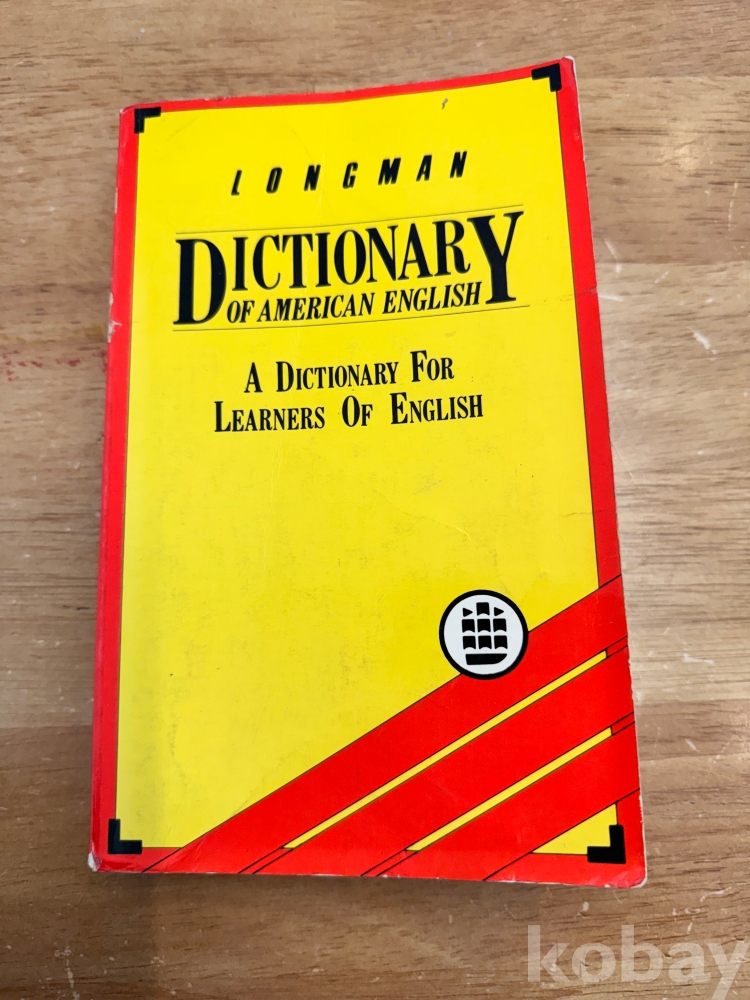 LONGMAN
DICTIONARY
OF AMERICAN ENGLISH
A DICTIONARY FOR
LEARNERS OF ENGLISH
kobay